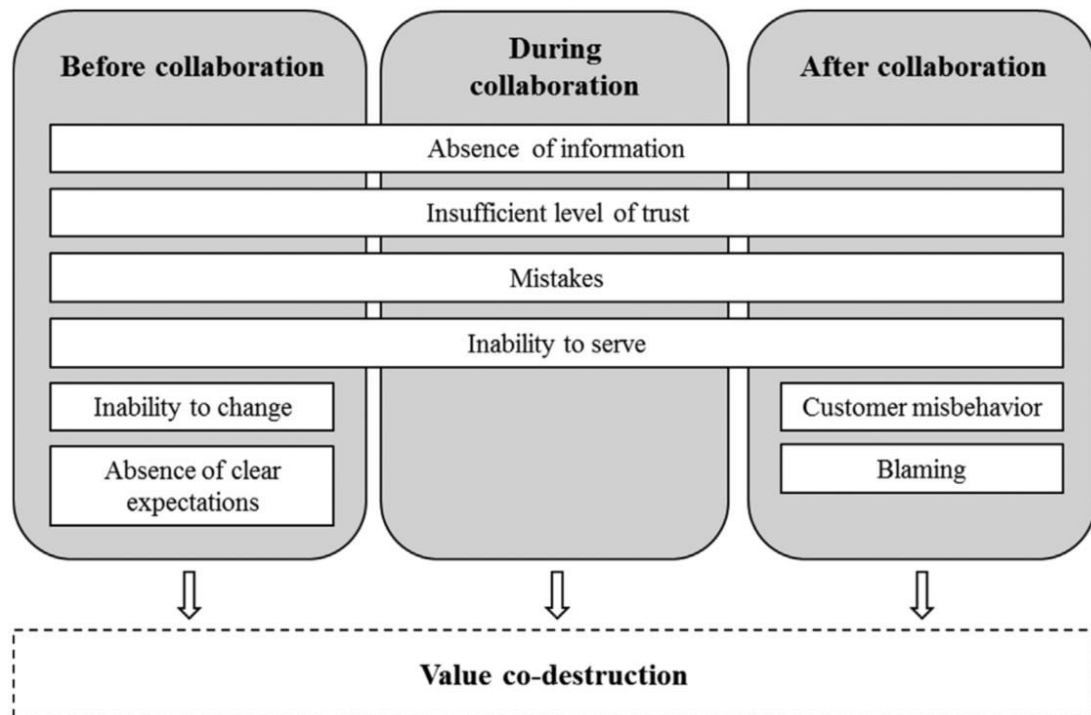 Before collaboration
During
collaboration
After collaboration
Absence of information
Insufficient level of trust
Mistakes
Inability to serve
Inability to change
Customer misbehavior
Absence of clear
expectations
Blaming
Value co-destruction